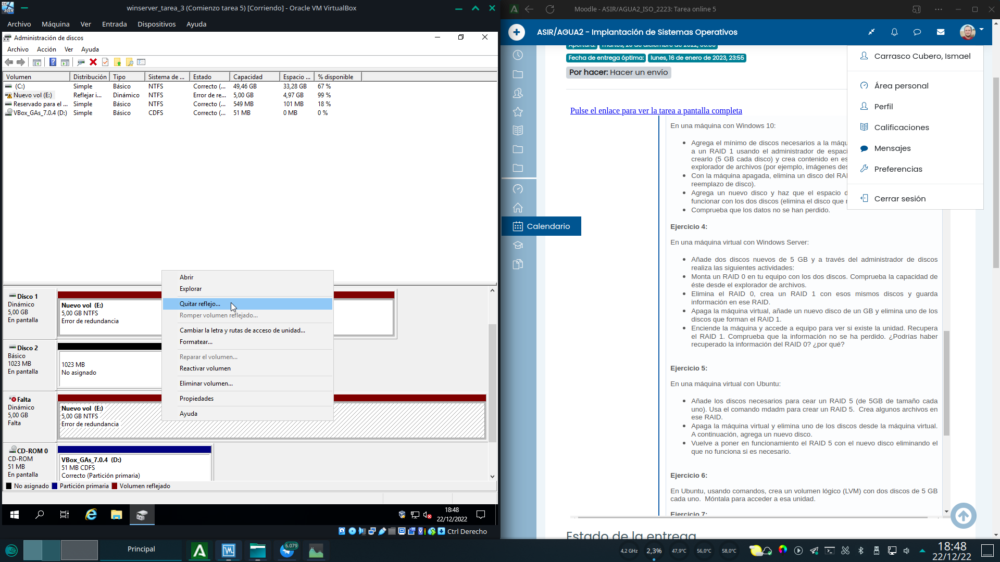 winserver_tarea_3 (Comienzo tarea 5) [Corriendo] - Oracle VM VirtualBox
Archivo Máquina Ver Entrada Dispositivos Ayuda
Administración de discos
Archivo Acción Ver Ayuda
Volumen Distribución Tipo Sistema de ... Estado Capacidad Espacio ... % disponible
(C:) Simple Básico NTFS Correcto (... 49,46 GB 33,28 GB 67 %
Nuevo vol (E:) Reflejar i... Dinámico NTFS Error de re... 5,00 GB 4,97 GB 99 %
Reservado para el ... Simple Básico NTFS Correcto (... 549 MB 101 MB 18 %
VBox_GAs_7.0.4 (D:) Simple Básico CDFS Correcto (... 51 MB 0 MB 0 %
Disco 1
Dinámico
5,00 GB
En pantalla
Nuevo vol (E:)
5,00 GB NTFS
Error de redundancia
Disco 2
Básico
1023 MB
En pantalla
1023 MB
No asignado
Falta
Dinámico
5,00 GB
Falta
Nuevo vol (E:)
5,00 GB NTFS
Error de redundancia
CD-ROM 0
CD-ROM
51 MB
En pantalla
VBox_GAs_7.0.4 (D:)
51 MB CDFS
Correcto (Partición primaria)
Abrir
Explorar
Quitar reflejo...
Romper volumen reflejado...
Cambiar la letra y rutas de acceso de unidad...
Formatear...
Reparar el volumen...
Reactivar volumen
Eliminar volumen...
Propiedades
Ayuda
No asignado Partición primaria Volumen reflejado
18:48
22/12/2022
Ctrl Derecho
Moodle - ASIR/AGUA2_ISO_2223: Tarea online 5
ASIR/AGUA2 - Implantación de Sistemas Operativos
Fecha de entrega óptima: lunes, 16 de enero de 2023, 23:55
Por hacer: Hacer un envío
Carrasco Cubero, Ismael
Área personal
Perfil
Calificaciones
Mensajes
Preferencias
Cerrar sesión
Calendario
Pulse el enlace para ver la tarea a pantalla completa
En una máquina con Windows 10:
Agrega el mínimo de discos necesarios a la máqu
a un RAID 1 usando el administrador de espaci
crearlo (5 GB cada disco) y crea contenido en es
explorador de archivos (por ejemplo, imágenes des
Con la máquina apagada, elimina un disco del RAI
reemplazo de disco).
Agrega un nuevo disco y haz que el espacio d
funcionar con los dos discos (elimina el disco que
Comprueba que los datos no se han perdido.
Ejercicio 4:
En una máquina virtual con Windows Server:
Añade dos discos nuevos de 5 GB y a través del administrador de discos
realiza las siguientes actividades:
Monta un RAID 0 en tu equipo con los dos discos. Comprueba la capacidad de
éste desde el explorador de archivos.
Elimina el RAID 0, crea un RAID 1 con esos mismos discos y guarda
información en ese RAID.
Apaga la máquina virtual, añade un nuevo disco de un GB y elimina uno de los
discos que forman el RAID 1.
Enciende la máquina y accede a equipo para ver si existe la unidad. Recupera
el RAID 1. Comprueba que la información no se ha perdido. ¿Podrías haber
recuperado la información del RAID 0? ¿por qué?
Ejercicio 5:
En una máquina virtual con Ubuntu:
Añade los discos necesarios para cear un RAID 5 (de 5GB de tamaño cada
uno). Usa el comando mdadm para crear un RAID 5. Crea algunos archivos en
ese RAID.
Apaga la máquina virtual y elimina uno de los discos desde la máquina virtual.
A continuación, agrega un nuevo disco.
Vuelve a poner en funcionamiento el RAID 5 con el nuevo disco eliminando el
que no funciona si es necesario.
Ejercicio 6:
En Ubuntu, usando comandos, crea un volumen lógico (LVM) con dos discos de 5 GB
cada uno. Móntala para acceder a esa unidad.
Ejercicio 7:
Estado de la entrega
Principal
6.079
4,2 GHz 2,3% 47,9°C 56,0°C 58,0°C
18:48
22/12/22